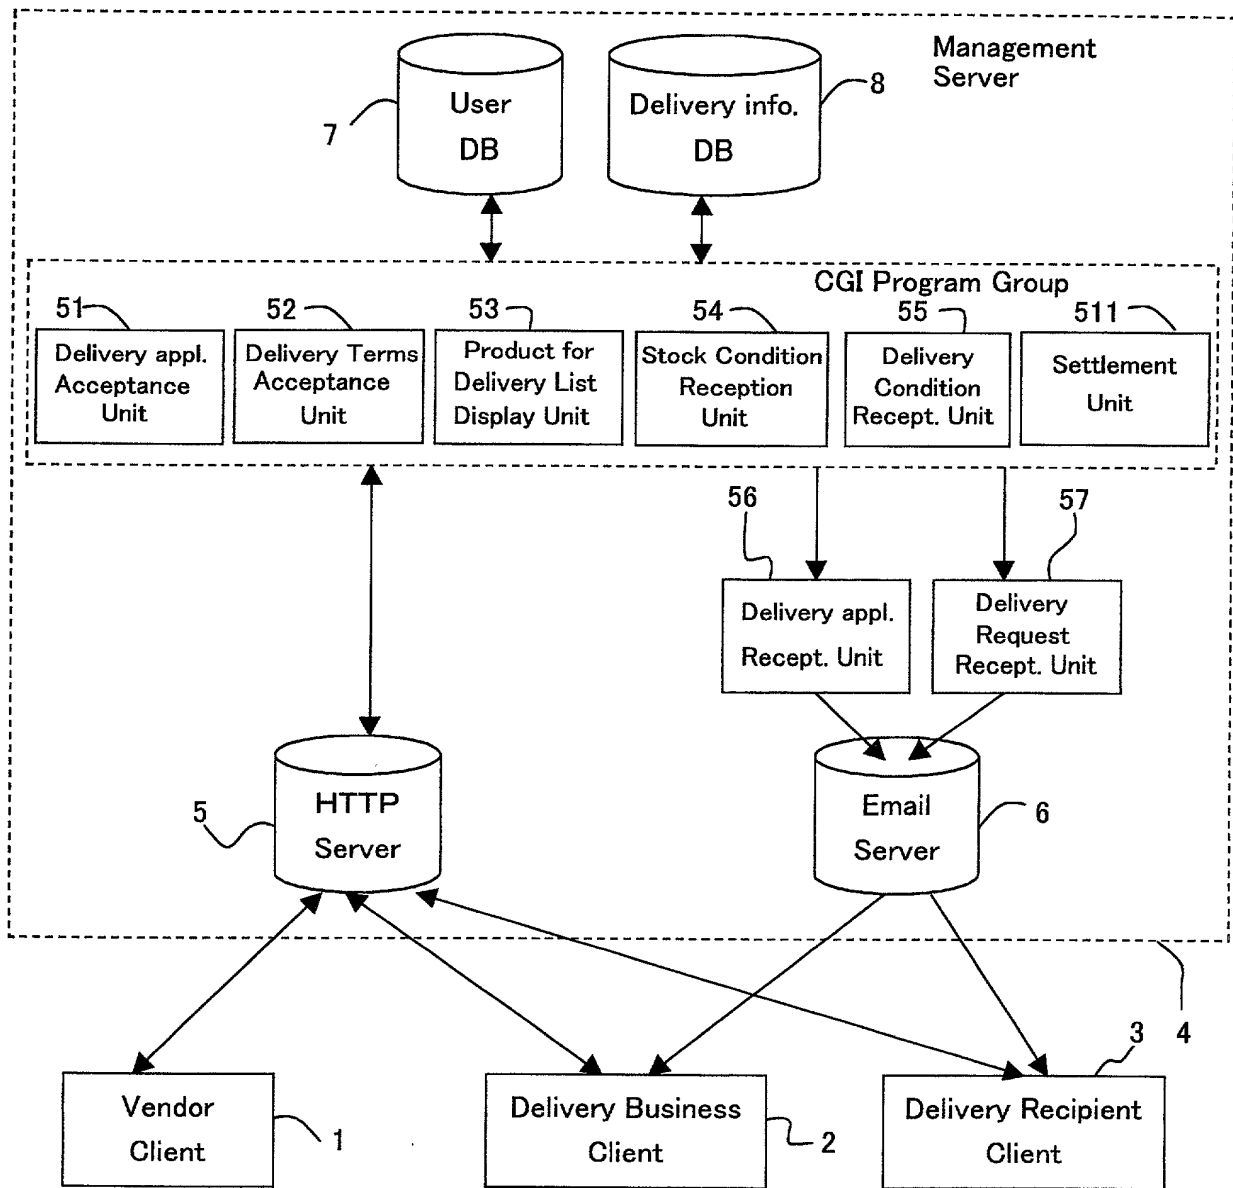 Management
Server
User
DB
7
Delivery info.
DB
8
CGI Program Group
51
52
53
54
55
511
Delivery appl.
Acceptance
Unit
Delivery Terms
Acceptance
Unit
Product for
Delivery List
Display Unit
Stock Condition
Reception
Unit
Delivery
Condition
Recept. Unit
Settlement
Unit
56
57
Delivery appl.
Recept. Unit
Delivery
Request
Recept. Unit
5
HTTP
Server
Email
Server
6
4
3
Vendor
Client
1
Delivery Business
Client
2
Delivery Recipient
Client